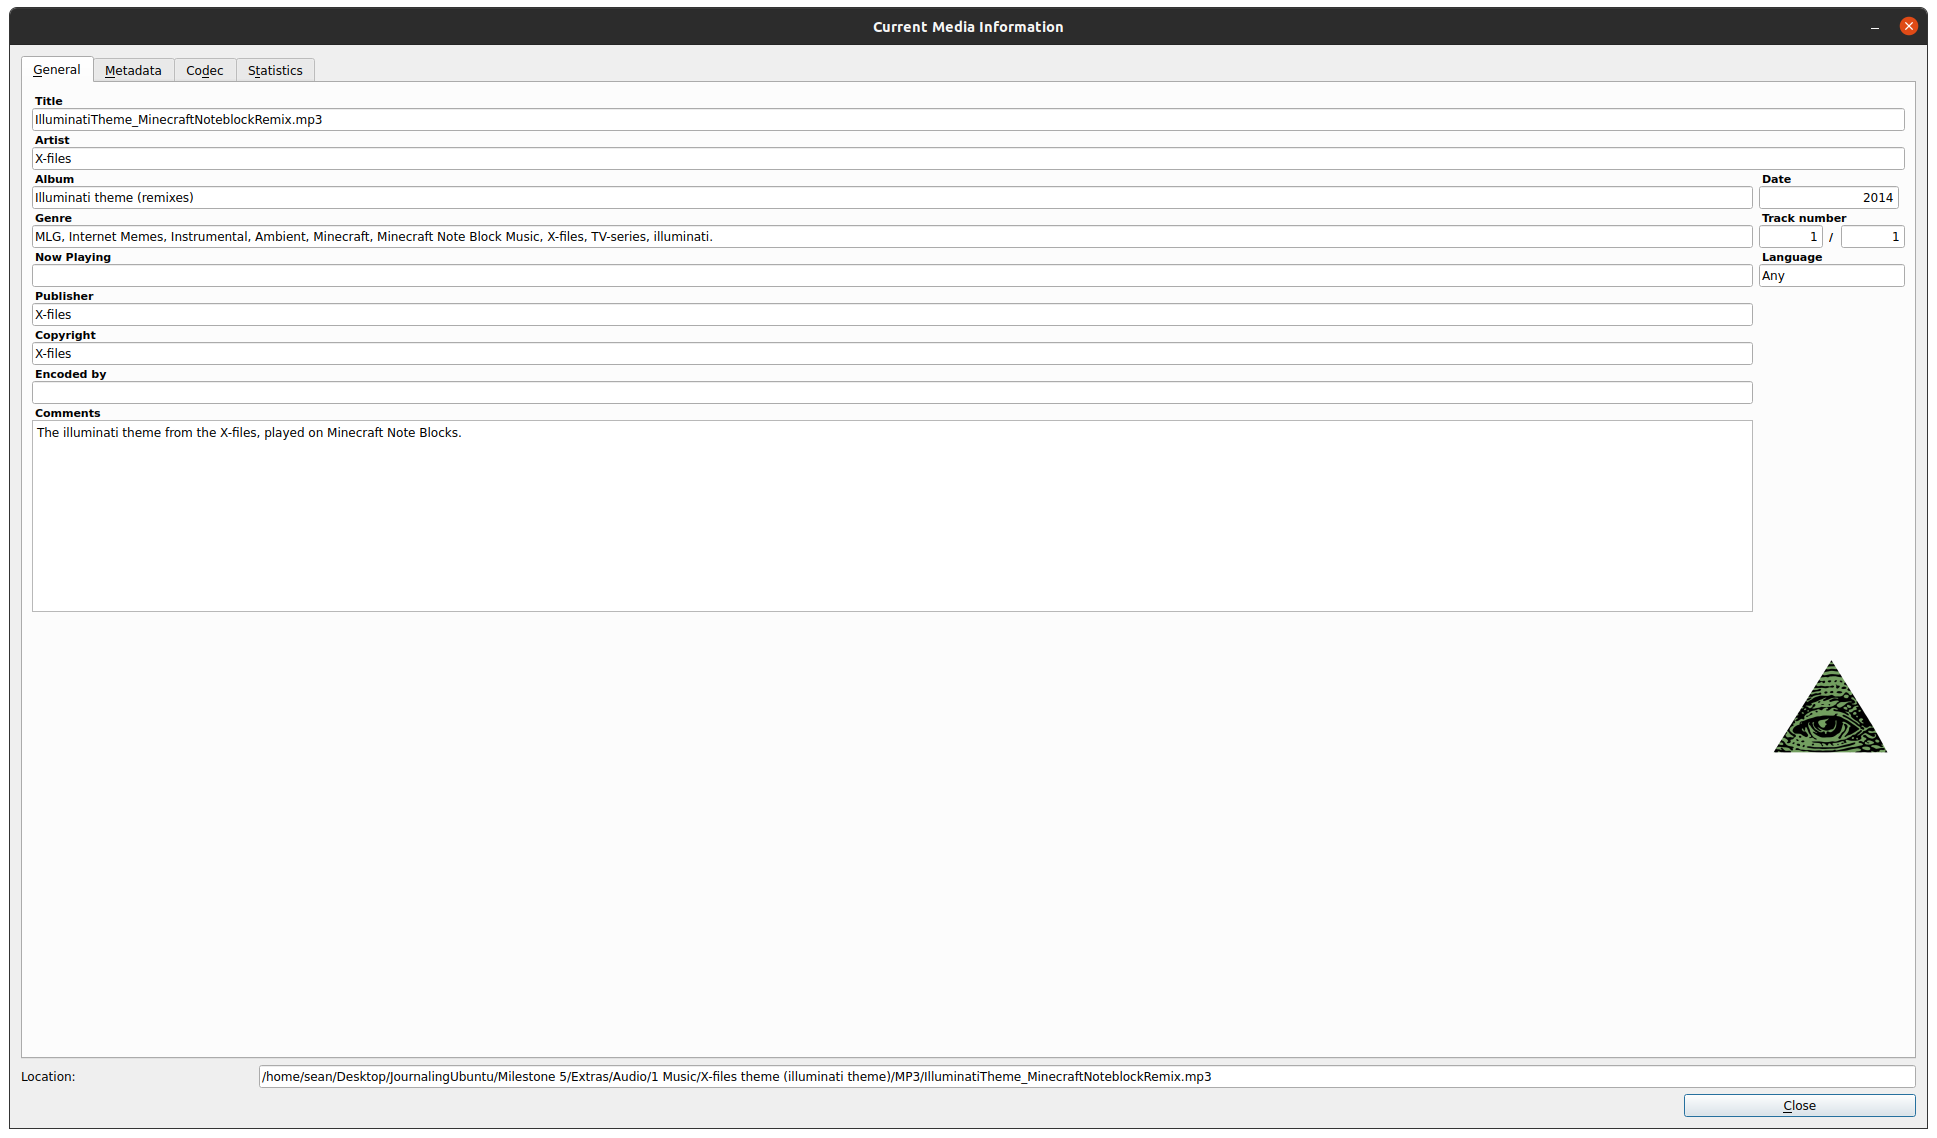 Current Media Information
General Metadata Codec Statistics
Title
IlluminatiTheme_MinecraftNoteblockRemix.mp3
Artist
X-files
Album Date
Illuminati theme (remixes) 2014
Genre Track number
MLG, Internet Memes, Instrumental, Ambient, Minecraft, Minecraft Note Block Music, X-files, TV-series, illuminati. 1 / 1
Now Playing Language
Any
Publisher
X-files
Copyright
X-files
Encoded by
Comments
The illuminati theme from the X-files, played on Minecraft Note Blocks.
Location: /home/sean/Desktop/JournalingUbuntu/Milestone 5/Extras/Audio/1 Music/X-files theme (illuminati theme)/MP3/IlluminatiTheme_MinecraftNoteblockRemix.mp3
Close